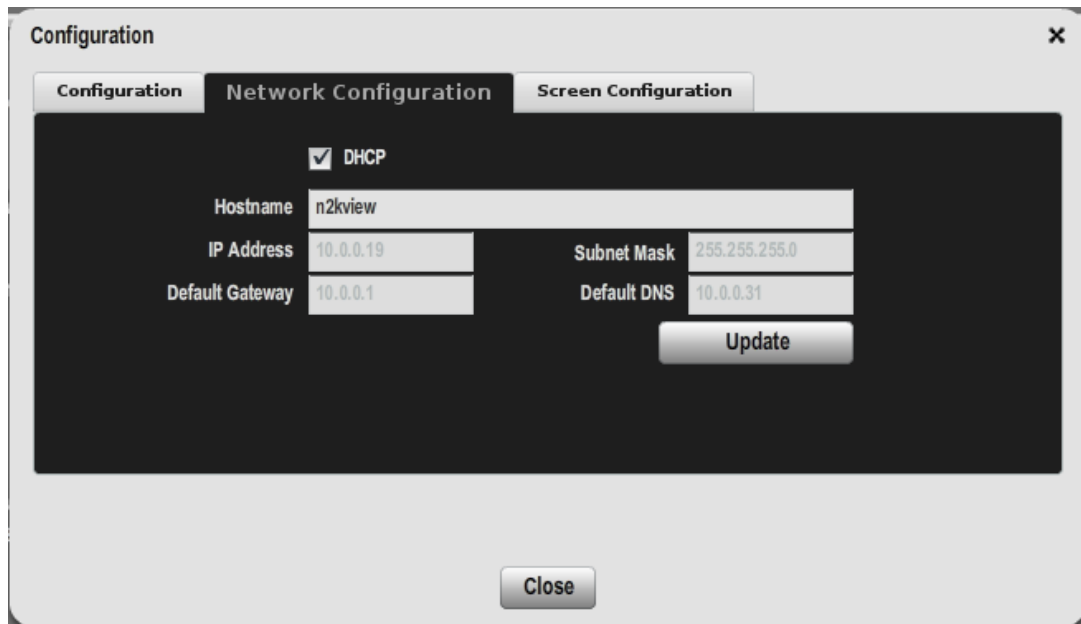 Configuration
Configuration Network Configuration Screen Configuration
DHCP
Hostname n2kview
IP Address 10.0.0.19 Subnet Mask 255.255.255.0
Default Gateway 10.0.0.1 Default DNS 10.0.0.31
Update
Close